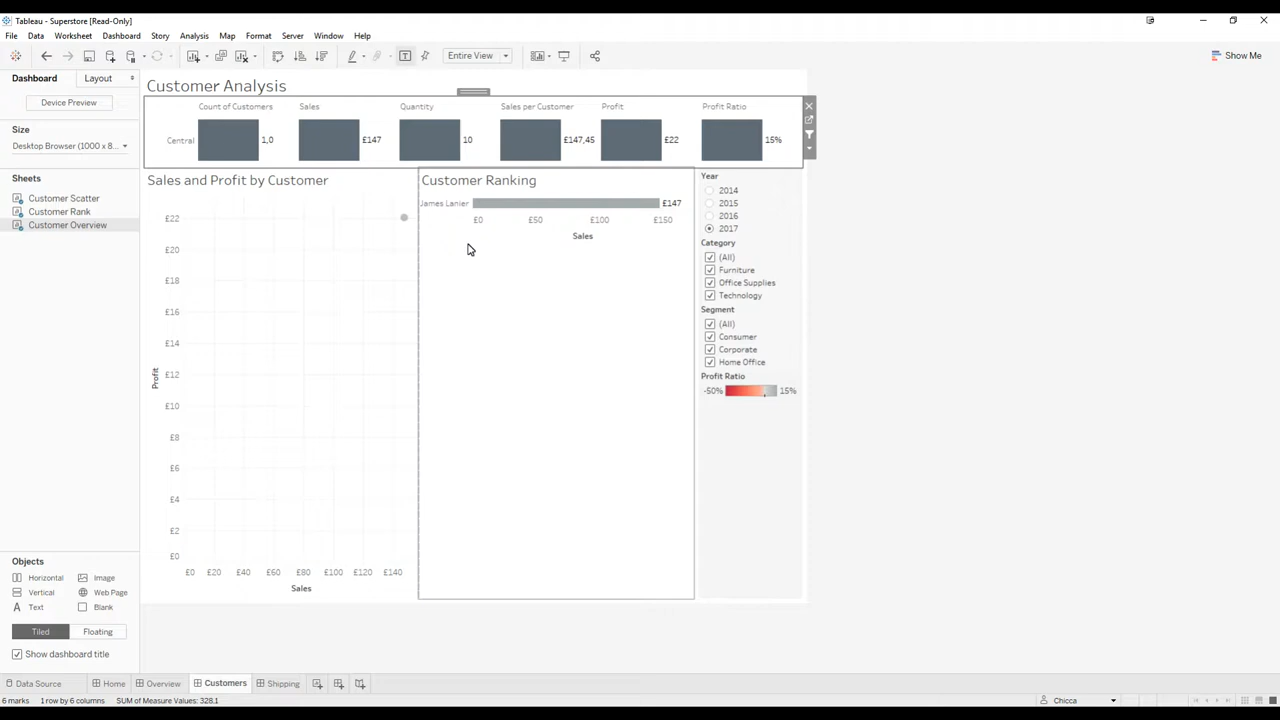 Tableau - Superstore [Read-Only]
File Data Worksheet Dashboard Story Analysis Map Format Server Window Help
Entire View
Show Me
Dashboard Layout
Device Preview
Size
Desktop Browser (1000 x 8...
Sheets
Customer Scatter
Customer Rank
Customer Overview
Customer Analysis
Count of Customers Sales Quantity Sales per Customer Profit Profit Ratio
Central 1,0 £147 10 £147,45 £22 15%
Sales and Profit by Customer
£22
£20
£18
£16
£14
£12
£10
£8
£6
£4
£2
£0
Profit
£0 £20 £40 £60 £80 £100 £120 £140
Sales
Customer Ranking
James Lanier £147
£0 £50 £100 £150
Sales
Year
2014
2015
2016
2017
Category
(All)
Furniture
Office Supplies
Technology
Segment
(All)
Consumer
Corporate
Home Office
Profit Ratio
-50% 15%
Objects
Horizontal Image
Vertical Web Page
A Text Blank
Tiled Floating
Show dashboard title
Data Source Home Overview Customers Shipping
6 marks 1 row by 6 columns SUM of Measure Values: 328.1
Chicca